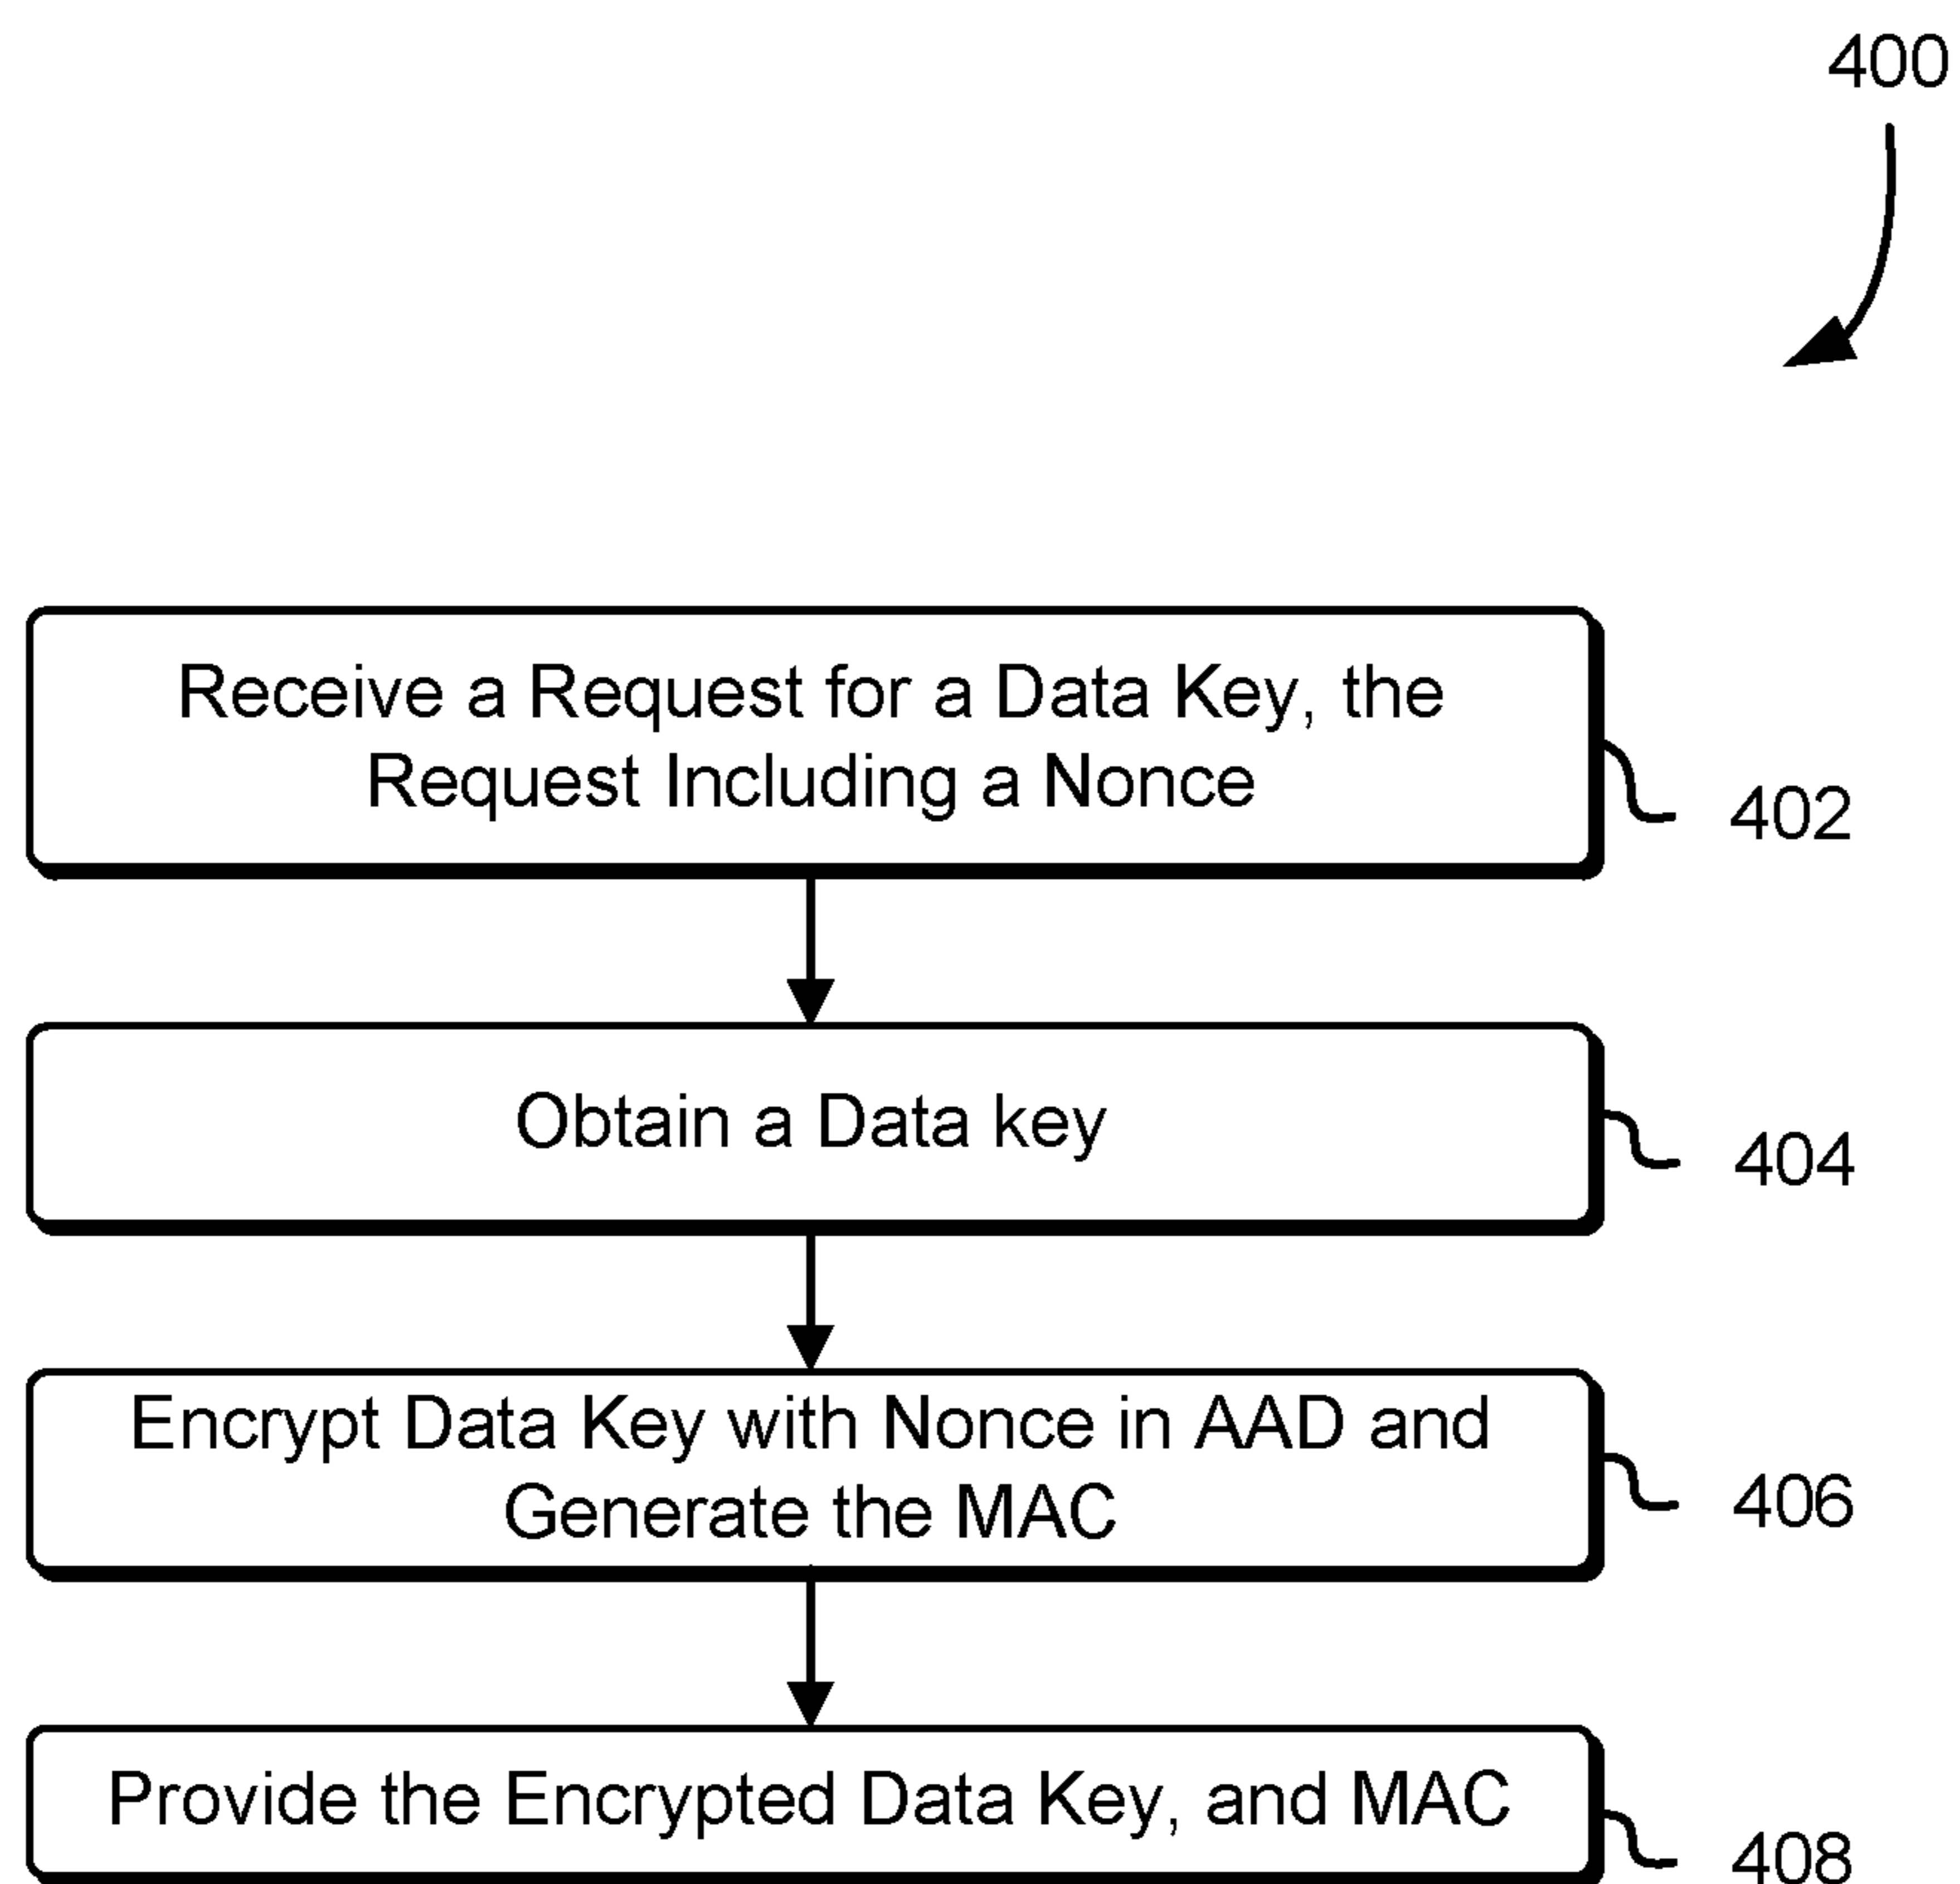 400
Receive a Request for a Data Key, the
Request Including a Nonce
402
Obtain a Data key
404
Encrypt Data Key with Nonce in AAD and
Generate the MAC
406
Provide the Encrypted Data Key, and MAC
408